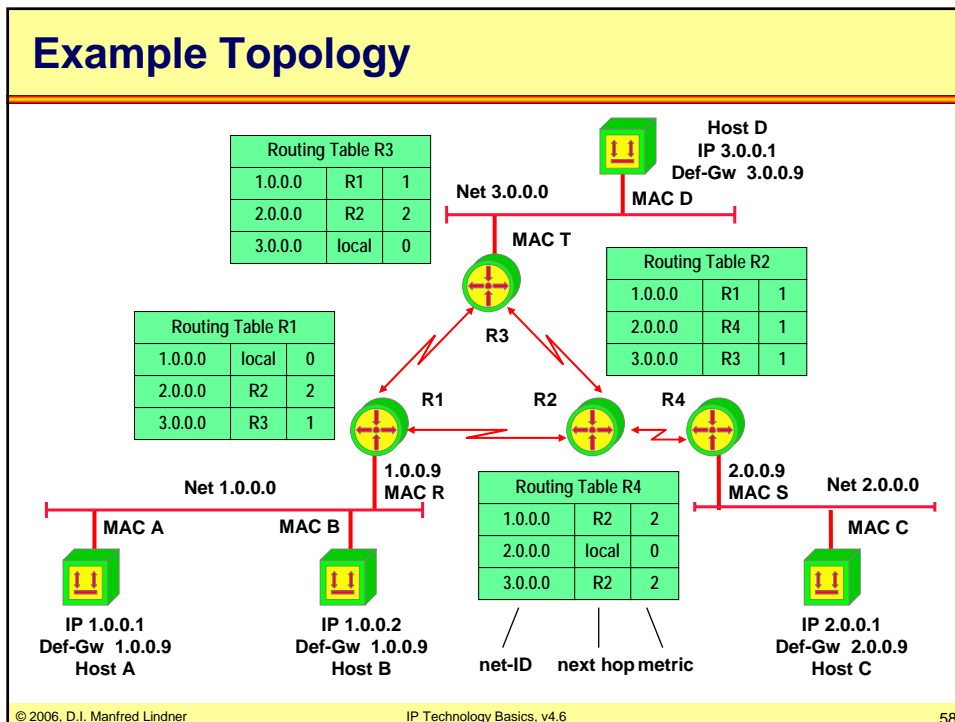 Example Topology
Host D
IP 3.0.0.1
Def-Gw 3.0.0.9
MAC D
Routing Table R3
1.0.0.0 R1 1
2.0.0.0 R2 2
3.0.0.0 local 0
Net 3.0.0.0
MAC T
R3
Routing Table R2
1.0.0.0 R1 1
2.0.0.0 R4 1
3.0.0.0 R3 1
Routing Table R1
1.0.0.0 local 0
2.0.0.0 R2 2
3.0.0.0 R3 1
R1
R2
R4
1.0.0.9
MAC R
Net 1.0.0.0
MAC A
MAC B
2.0.0.9
MAC S
Net 2.0.0.0
MAC C
Routing Table R4
1.0.0.0 R2 2
2.0.0.0 local 0
3.0.0.0 R2 2
net-ID next hop metric
IP 1.0.0.1
Def-Gw 1.0.0.9
Host A
IP 1.0.0.2
Def-Gw 1.0.0.9
Host B
IP 2.0.0.1
Def-Gw 2.0.0.9
Host C
© 2006, D.I. Manfred Lindner IP Technology Basics, v4.6 58